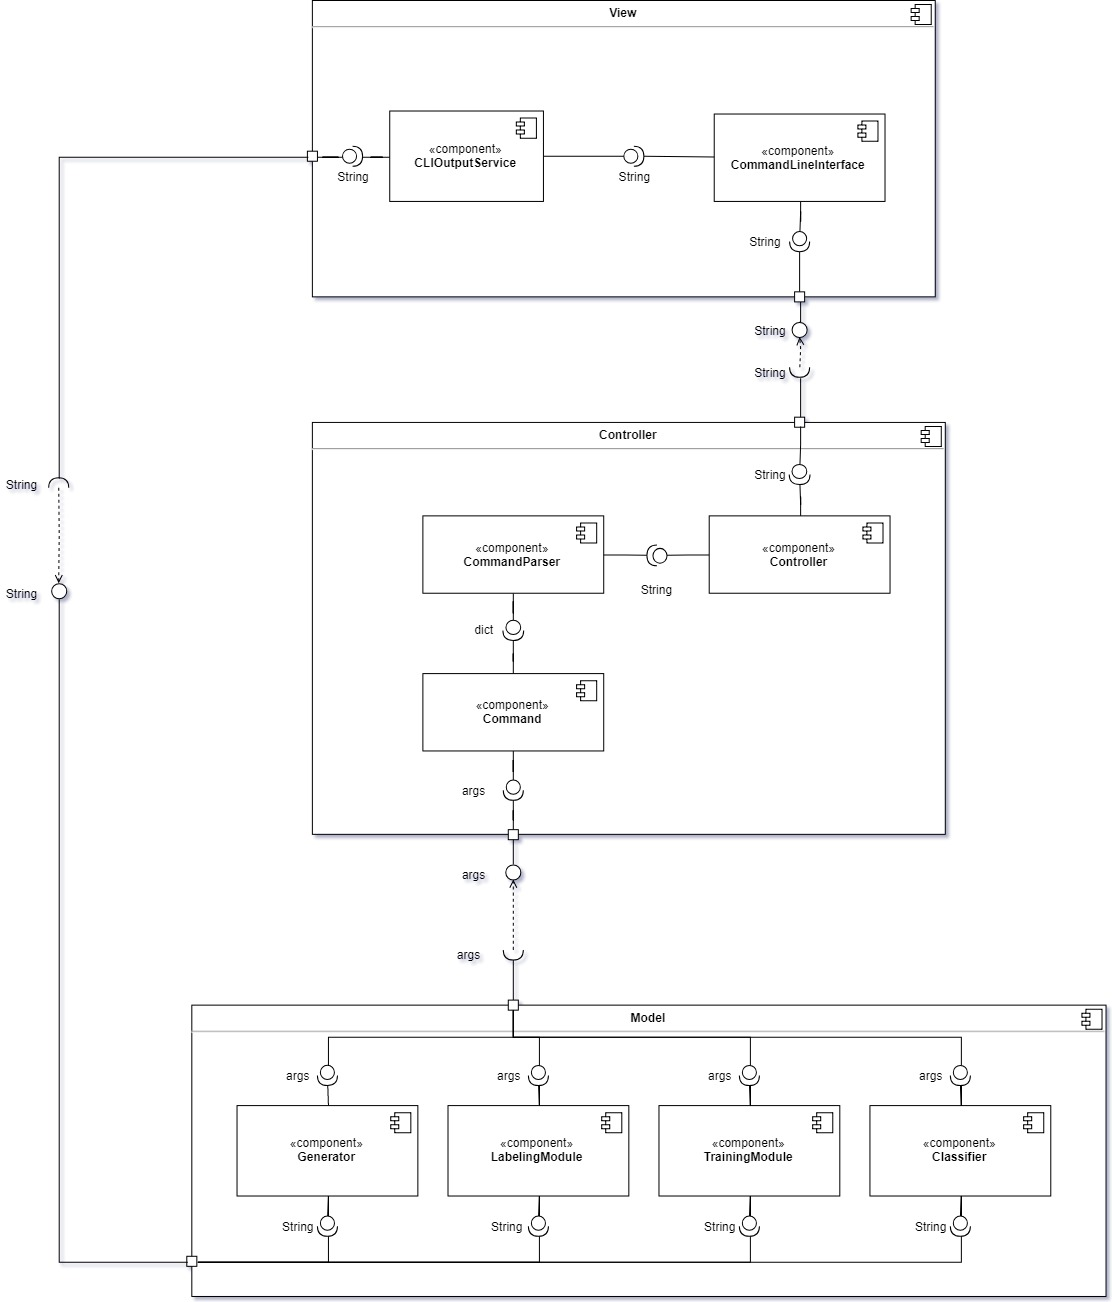 View
«component»
CLIOutputService
«component»
CommandLineInterface
String
String
String
String
String
Controller
String
«component»
CommandParser
«component»
Controller
String
String
String
dict
«component»
Command
args
args
args
Model
args
args
args
args
«component»
Generator
«component»
LabelingModule
«component»
TrainingModule
«component»
Classifier
String
String
String
String